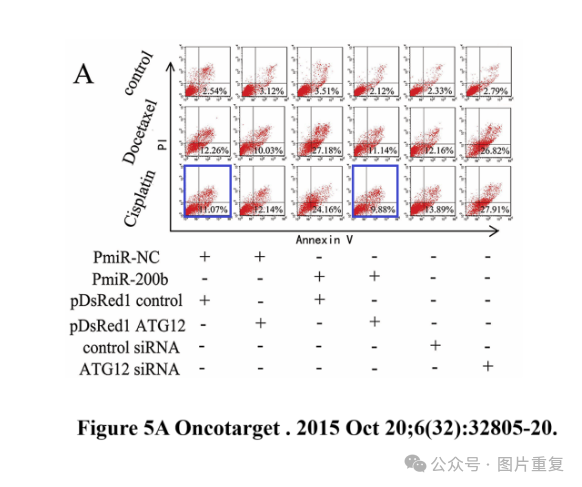 A
control
2.54% 3.12% 3.51% 2.12% 2.33% 2.79%
Docetaxel
PI
12.26% 10.03% 27.18% 11.14% 12.16% 26.82%
Cisplatin
11.07% 12.14% 24.16% 9.88% 13.89% 27.91%
Annexin V
PmiR-NC + + - - - -
PmiR-200b - - + + - -
pDsRed1 control + - + - - -
pDsRed1 ATG12 - + - + - -
control siRNA - - - - + -
ATG12 siRNA - - - - - +
Figure 5A Oncotarget . 2015 Oct 20;6(32):32805-20.
公众号 · 图片重复